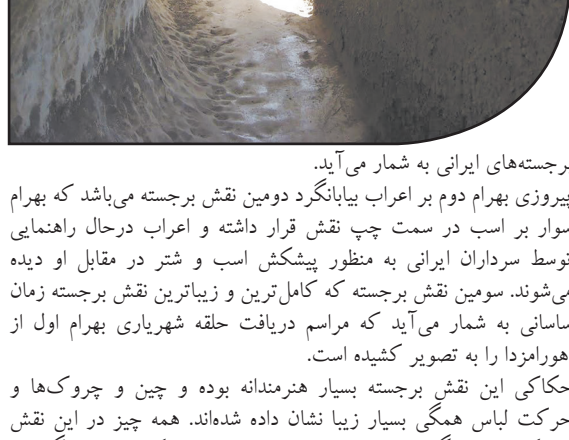 برجسته‌های ایرانی به شمار می‌آید.
پیروزی بهرام دوم بر اعراب بیابانگرد دومین نقش برجسته می‌باشد که بهرام
سوار بر اسب در سمت چپ نقش قرار داشته و اعراب درحال راهنمایی
توسط سرداران ایرانی به منظور پیشکش اسب و شتر در مقابل او دیده
می‌شوند. سومین نقش برجسته که کامل‌ترین و زیباترین نقش برجسته زمان
ساسانی به شمار می‌آید که مراسم دریافت حلقه شهریاری بهرام اول از
هورامزدا را به تصویر کشیده است.
حکاکی این نقش برجسته بسیار هنرمندانه بوده و چین و چروک‌ها و
حرکت لباس همگی بسیار زیبا نشان داده شده‌اند. همه چیز در این نقش